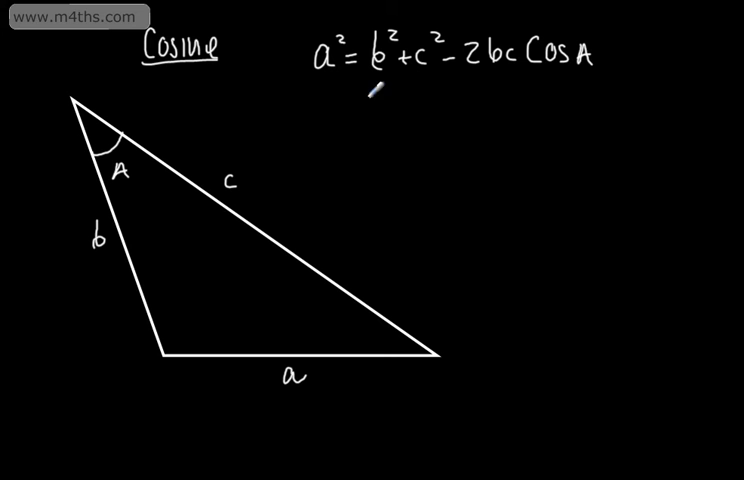 www.m4ths.com
Cosine
a² = b² + c² - 2bc Cos A
A
c
b
a